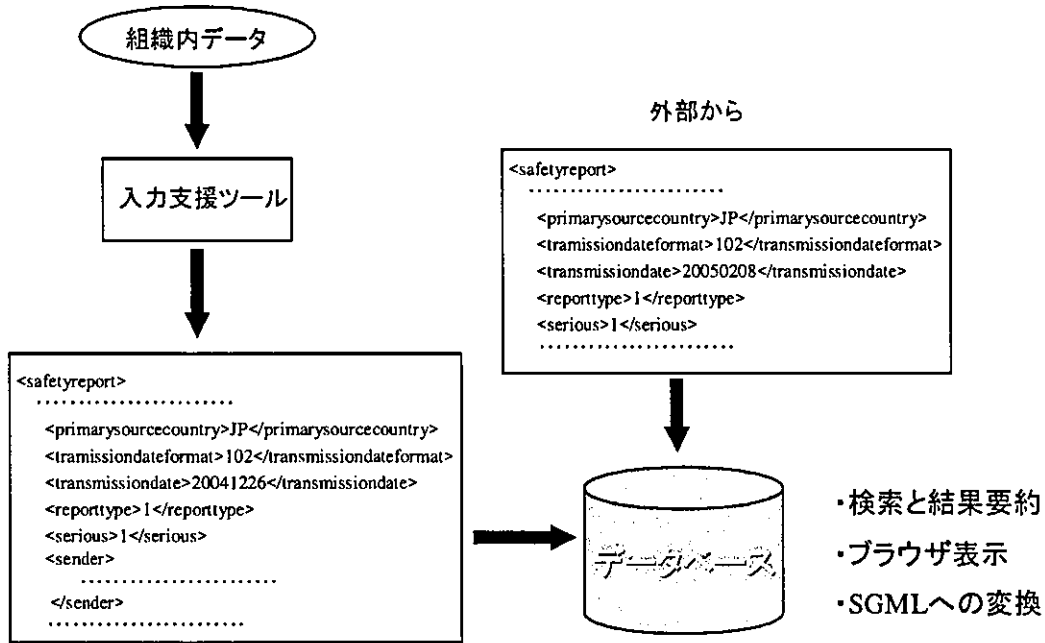 組織内データ
入力支援ツール
<safetyreport>
.......................
<primarysourcecountry>JP</primarysourcecountry>
<tramissiondateformat>102</transmissiondateformat>
<transmissiondate>20041226</transmissiondate>
<reporttype>1</reporttype>
<serious>1</serious>
<sender>
.......................
</sender>
.......................
外部から
<safetyreport>
.......................
<primarysourcecountry>JP</primarysourcecountry>
<tramissiondateformat>102</transmissiondateformat>
<transmissiondate>20050208</transmissiondate>
<reporttype>1</reporttype>
<serious>1</serious>
.......................
データベース
・検索と結果要約
・ブラウザ表示
・SGMLへの変換